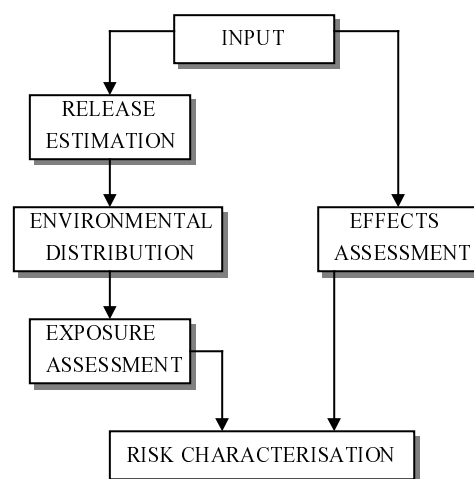 INPUT
RELEASE
ESTIMATION
ENVIRONMENTAL
DISTRIBUTION
EFFECTS
ASSESSMENT
EXPOSURE
ASSESSMENT
RISK CHARACTERISATION